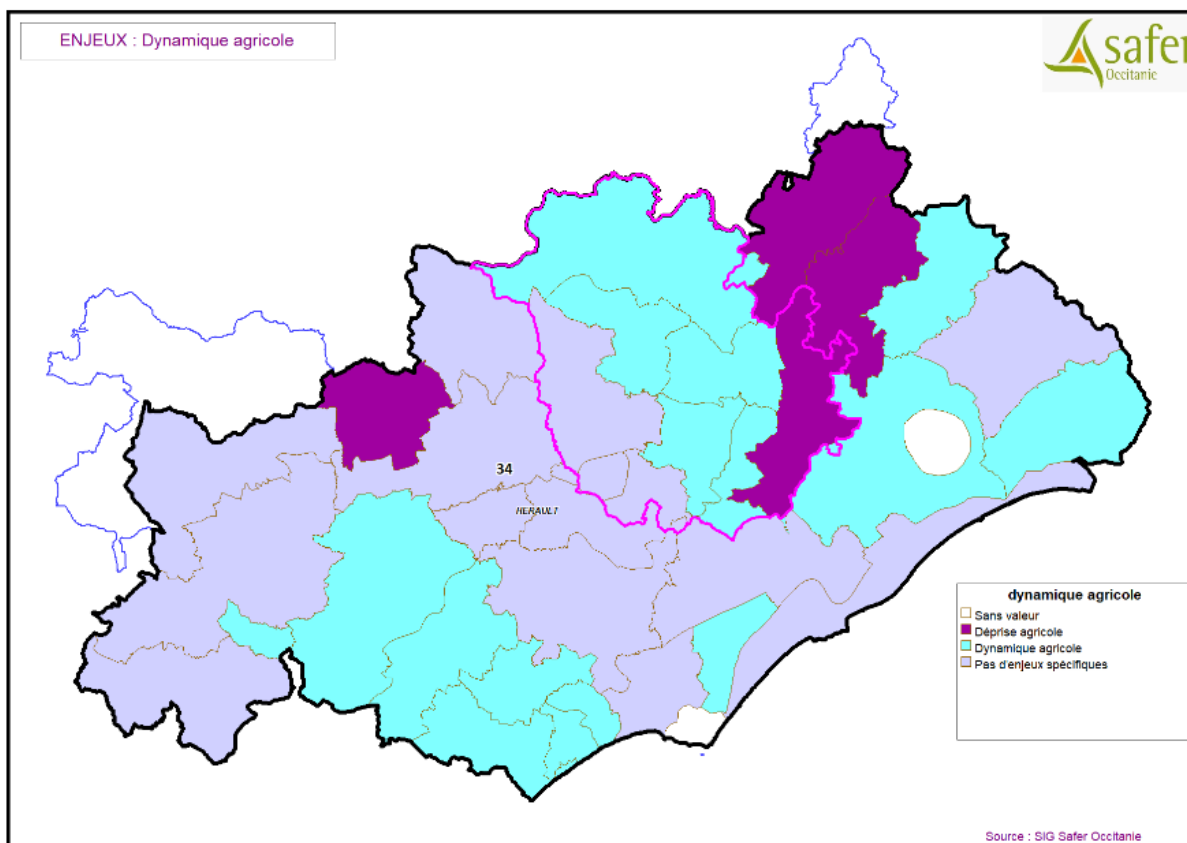 ENJEUX : Dynamique agricole
safer
Occitanie
34
HERAULT
dynamique agricole
Sans valeur
Déprise agricole
Dynamique agricole
Pas d'enjeux spécifiques
Source : SIG Safer Occitanie